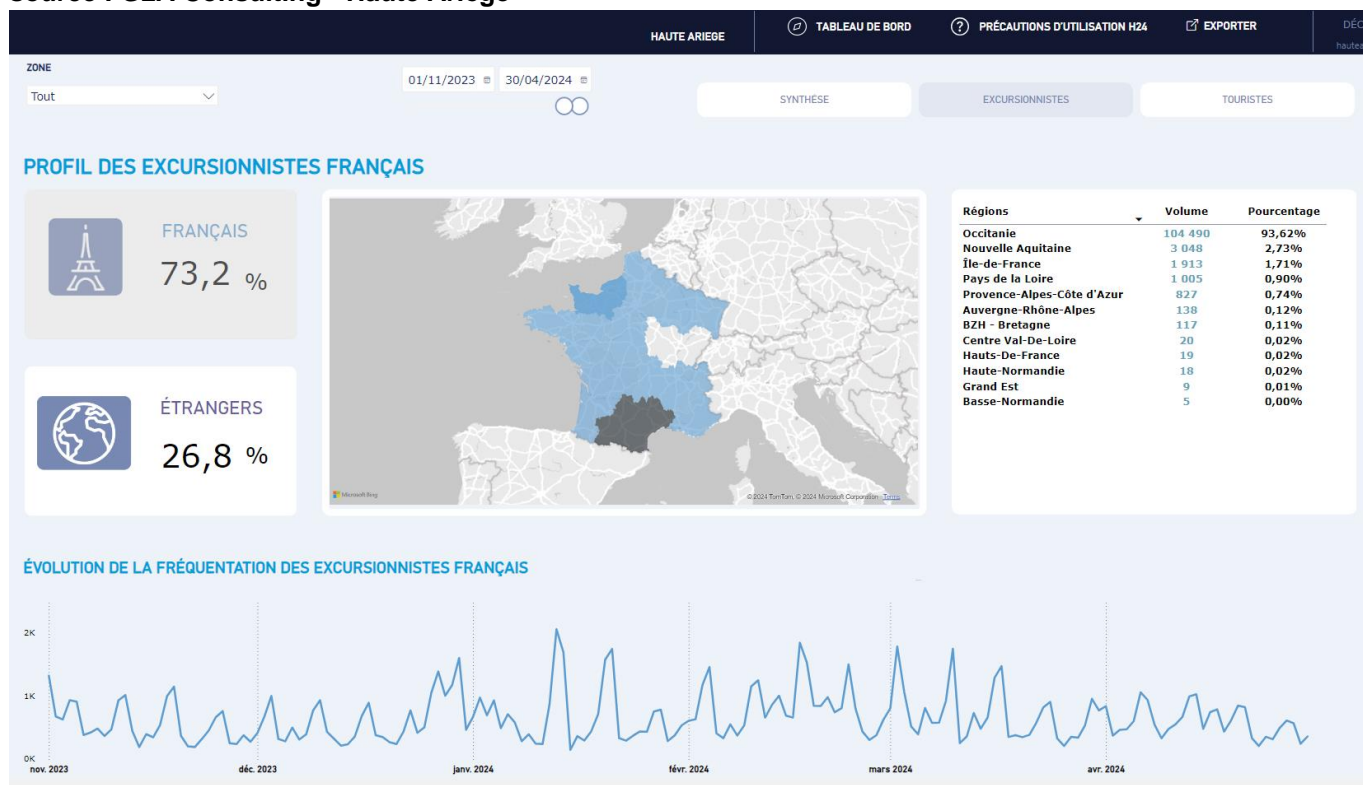 HAUTE ARIEGE
TABLEAU DE BORD
? PRÉCAUTIONS D'UTILISATION H24
EXPORTER
ZONE
Tout
01/11/2023 30/04/2024
SYNTHÈSE
EXCURSIONNISTES
TOURISTES
PROFIL DES EXCURSIONNISTES FRANÇAIS
FRANÇAIS
73,2 %
ÉTRANGERS
26,8 %
Microsoft Bing
© 2024 TomTom, © 2024 Microsoft Corporation Terms
Régions Volume Pourcentage
Occitanie 104 490 93,62%
Nouvelle Aquitaine 3 048 2,73%
Île-de-France 1 913 1,71%
Pays de la Loire 1 005 0,90%
Provence-Alpes-Côte d'Azur 827 0,74%
Auvergne-Rhône-Alpes 138 0,12%
BZH - Bretagne 117 0,11%
Centre Val-De-Loire 20 0,02%
Hauts-De-France 19 0,02%
Haute-Normandie 18 0,02%
Grand Est 9 0,01%
Basse-Normandie 5 0,00%
ÉVOLUTION DE LA FRÉQUENTATION DES EXCURSIONNISTES FRANÇAIS
2K
1K
0K
nov. 2023 déc. 2023 janv. 2024 févr. 2024 mars 2024 avr. 2024